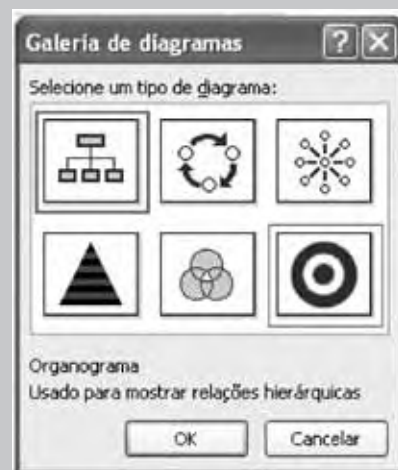 Galeria de diagramas
Selecione um tipo de diagrama:
Organograma
Usado para mostrar relações hierárquicas
OK
Cancelar